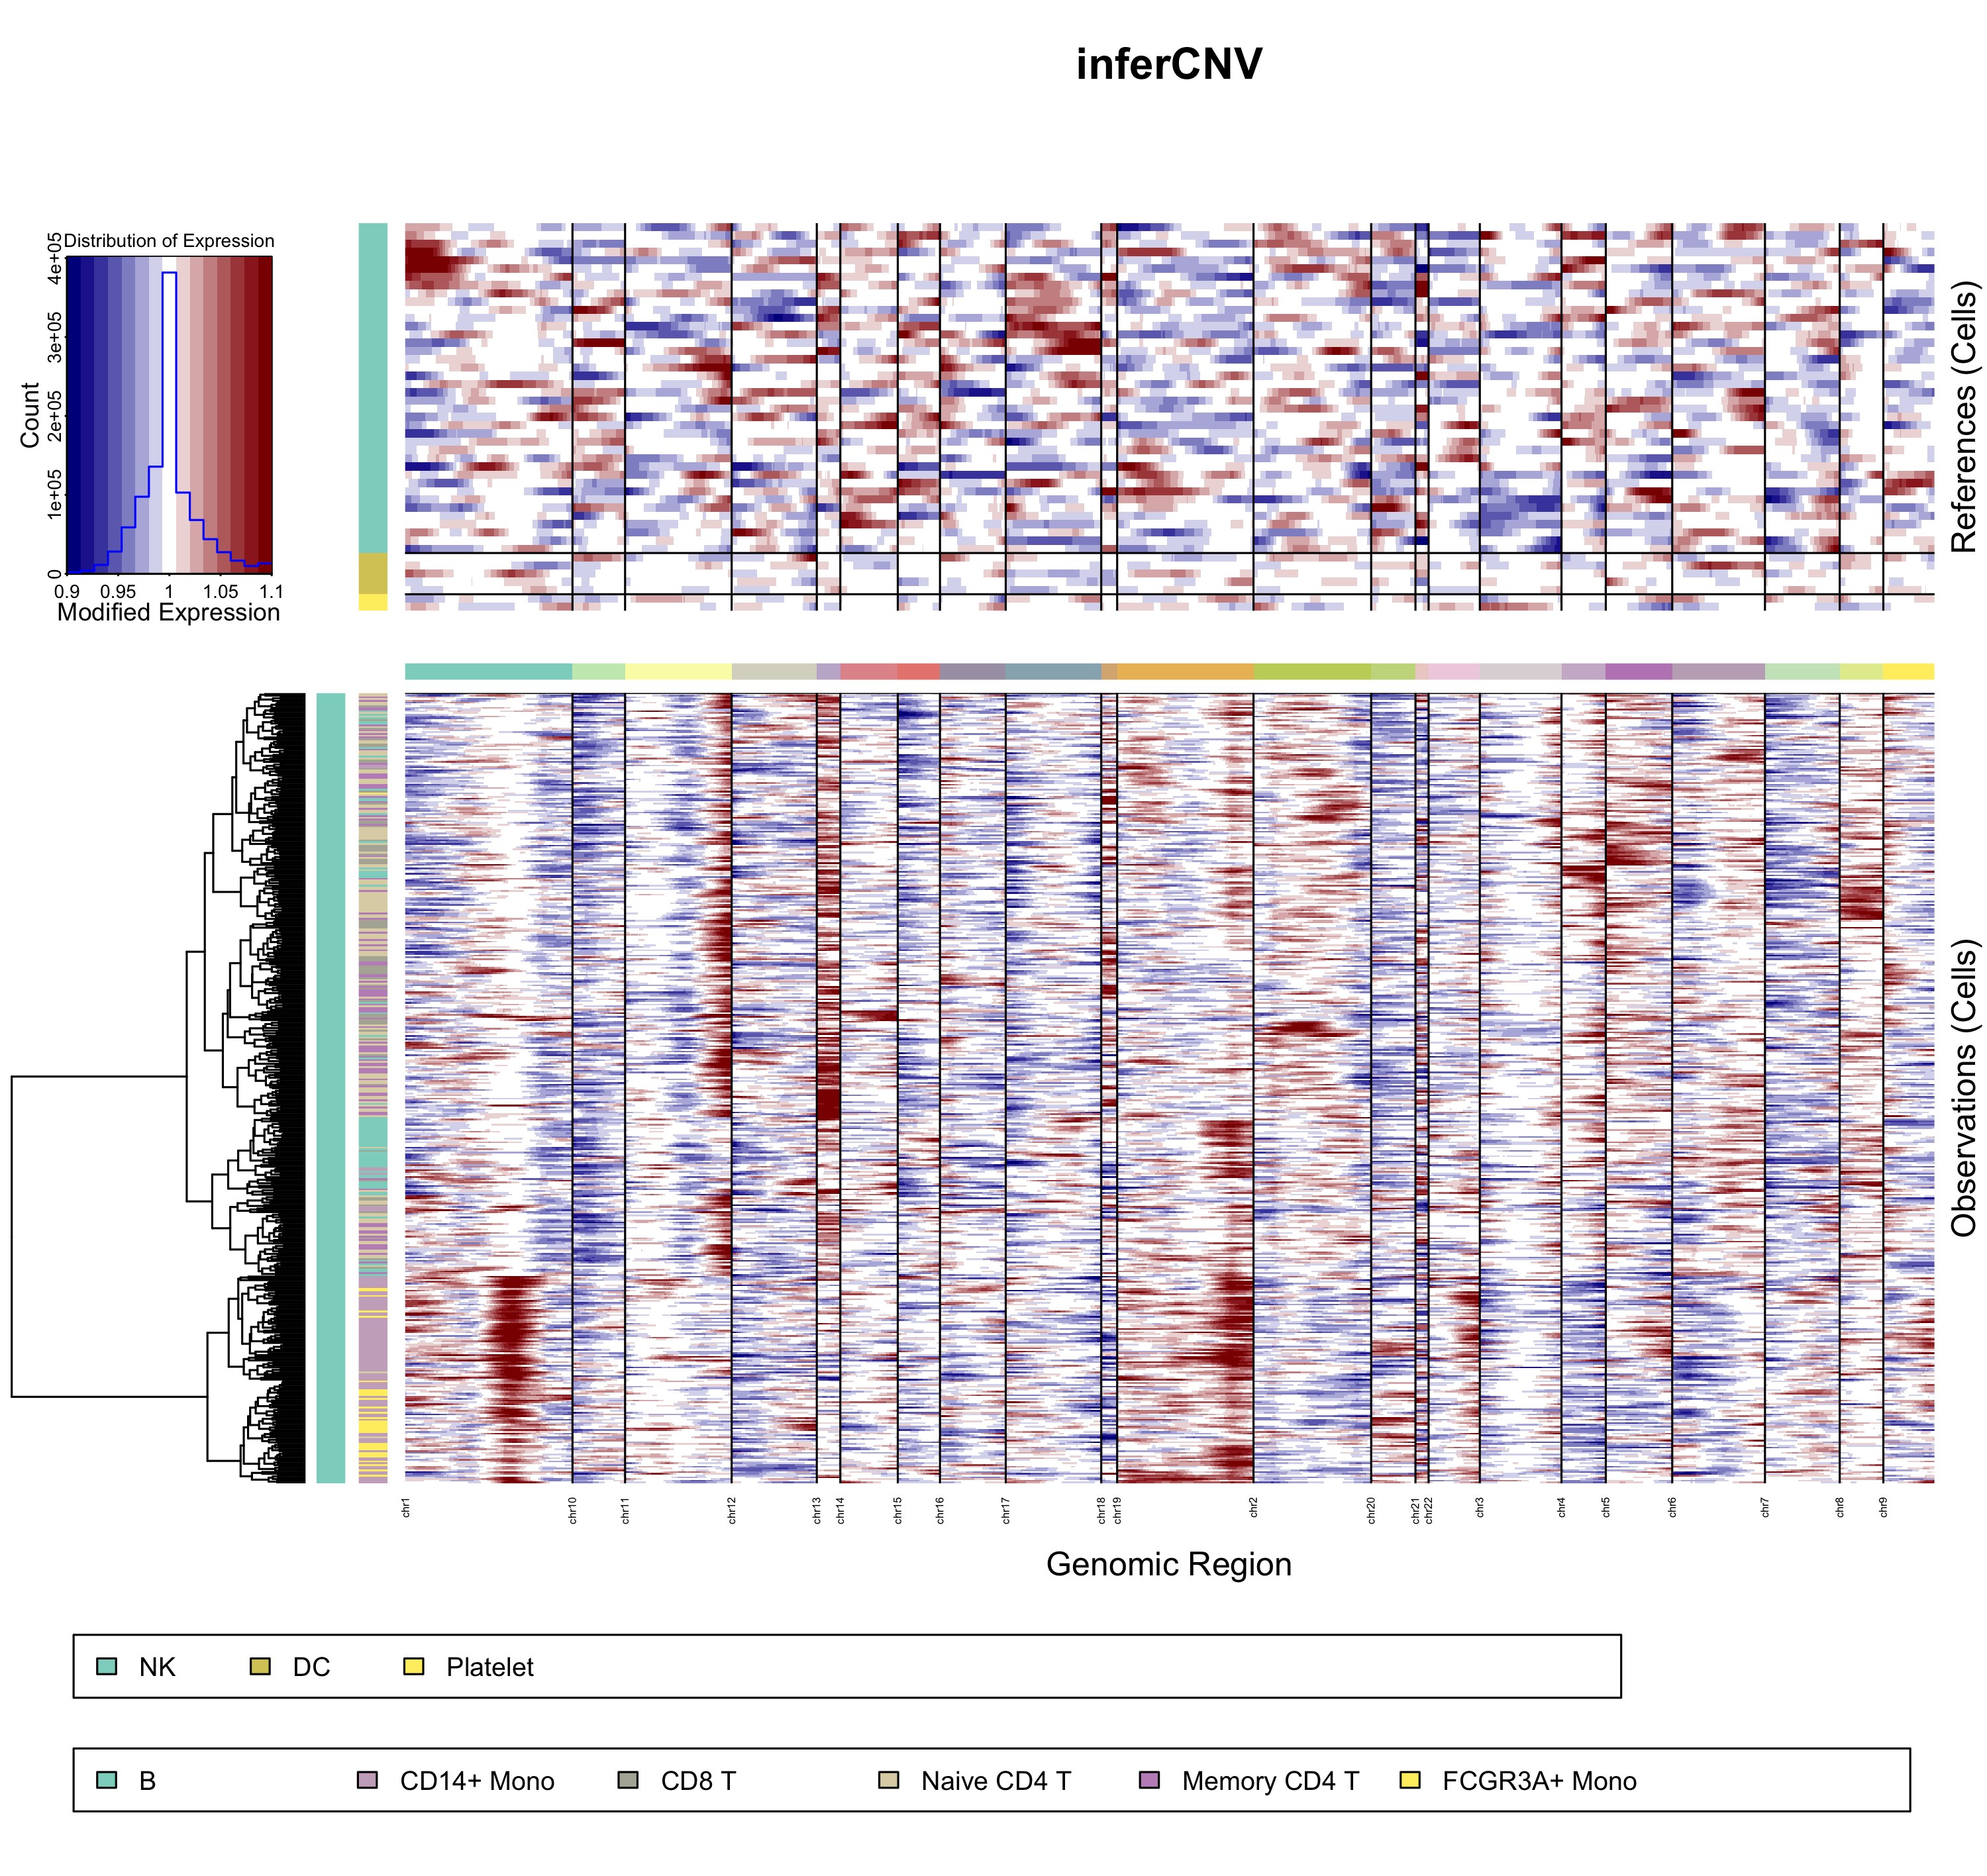 inferCNV
Distribution of Expression
Count
0 1e+05 2e+05 3e+05 4e+05
0.9 0.95 1 1.05 1.1
Modified Expression
References (Cells)
Observations (Cells)
chr1 chr10 chr11 chr12 chr13 chr14 chr15 chr16 chr17 chr18 chr19 chr2 chr20 chr21 chr22 chr3 chr4 chr5 chr6 chr7 chr8 chr9
Genomic Region
NK DC Platelet
B CD14+ Mono CD8 T Naive CD4 T Memory CD4 T FCGR3A+ Mono